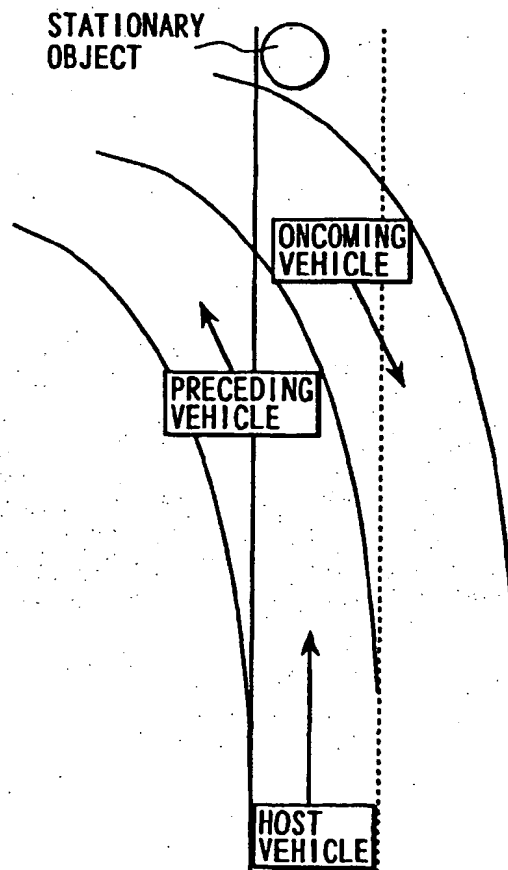 STATIONARY
OBJECT
ONCOMING
VEHICLE
PRECEDING
VEHICLE
HOST
VEHICLE